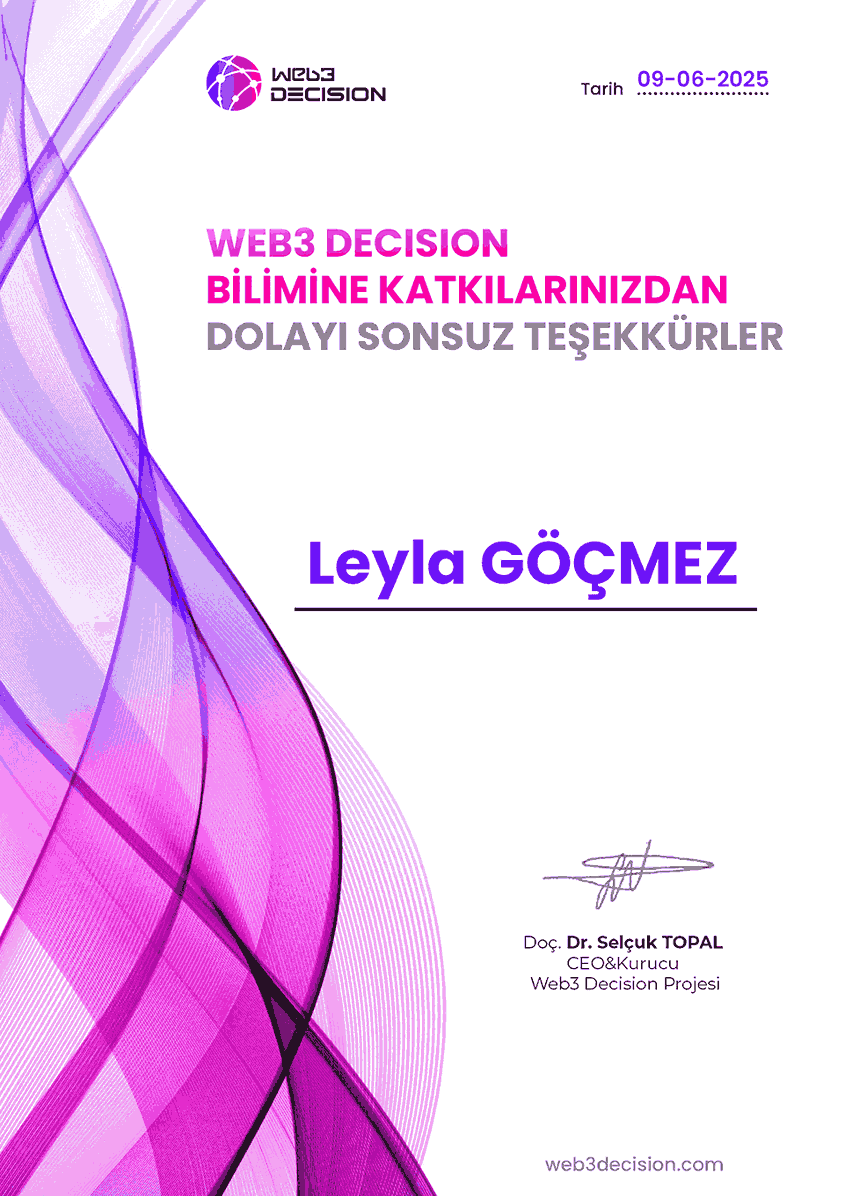 Web3
DECISION
Tarih 09-06-2025
WEB3 DECISION
BİLİMİNE KATKILARINIZDAN
DOLAYI SONSUZ TEŞEKKÜRLER
Leyla GÖÇMEZ
Doç. Dr. Selçuk TOPAL
CEO&Kurucu
Web3 Decision Projesi
web3decision.com